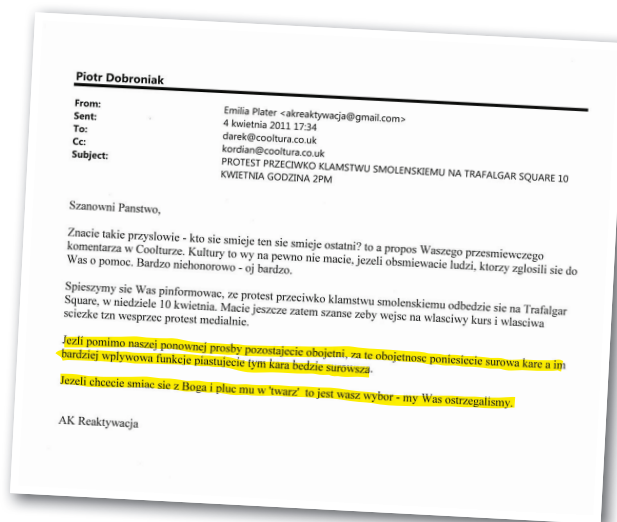 Piotr Dobroniak
From: Emilia Plater <akreaktywacja@gmail.com>
Sent: 4 kwietnia 2011 17:34
To: darek@cooltura.co.uk
Cc: kordian@cooltura.co.uk
Subject: PROTEST PRZECIWKO KLAMSTWU SMOLENSKIEMU NA TRAFALGAR SQUARE 10
KWIETNIA GODZINA 2PM
Szanowni Panstwo,
Znacie takie przyslowie - kto sie smieje ten sie smieje ostatni? to a propos Waszego przesmiewczego
komentarza w Coolturze. Kultury to wy na pewno nie macie, jezeli obsmiewacie ludzi, ktorzy zglosili sie do
Was o pomoc. Bardzo niehonorowo - oj bardzo.
Spieszymy sie Was pinformowac, ze protest przeciwko klamstwu smolenskiemu odbedzie sie na Trafalgar
Square, w niedziele 10 kwietnia. Macie jeszcze zatem szanse zeby wejsc na wlasciwy kurs i wlasciwa
sciezke tzn wesprzec protest medialnie.
Jezli pomimo naszej ponownej prosby pozostajecie obojetni, za te obojetnosc poniesiecie surowa kare a im
bardziej wplywowa funkcje piastujecie tym kara bedzie surowsza.
Jezeli chcecie smiac sie z Boga i pluc mu w 'twarz' to jest wasz wybor - my Was ostrzegalismy.
AK Reaktywacja